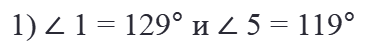 1) ∠ 1 = 129° и ∠ 5 = 119°